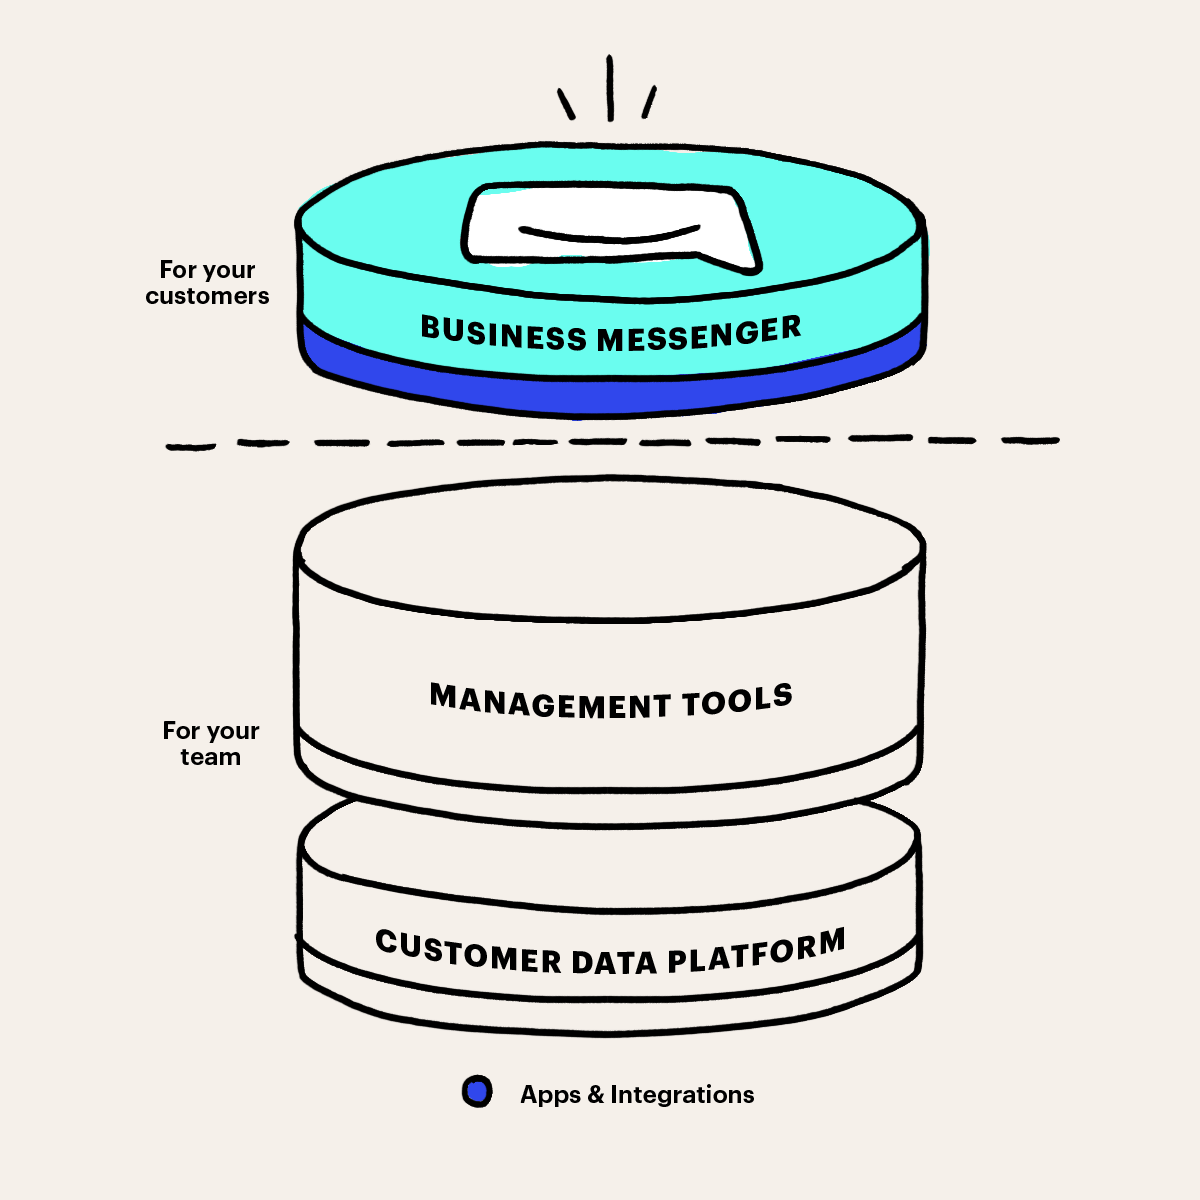 For your
customers
BUSINESS MESSENGER
MANAGEMENT TOOLS
For your
team
CUSTOMER DATA PLATFORM
Apps & Integrations